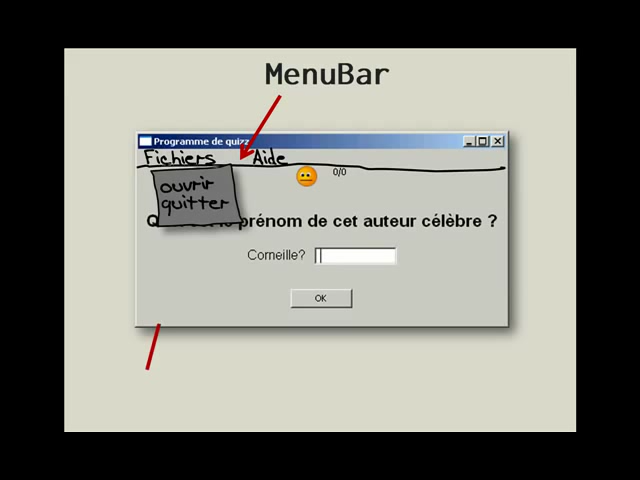 MenuBar
Programme de quizz
Fichiers Aide
0/0
ouvrir
quitter
prénom de cet auteur célèbre ?
Corneille?
OK